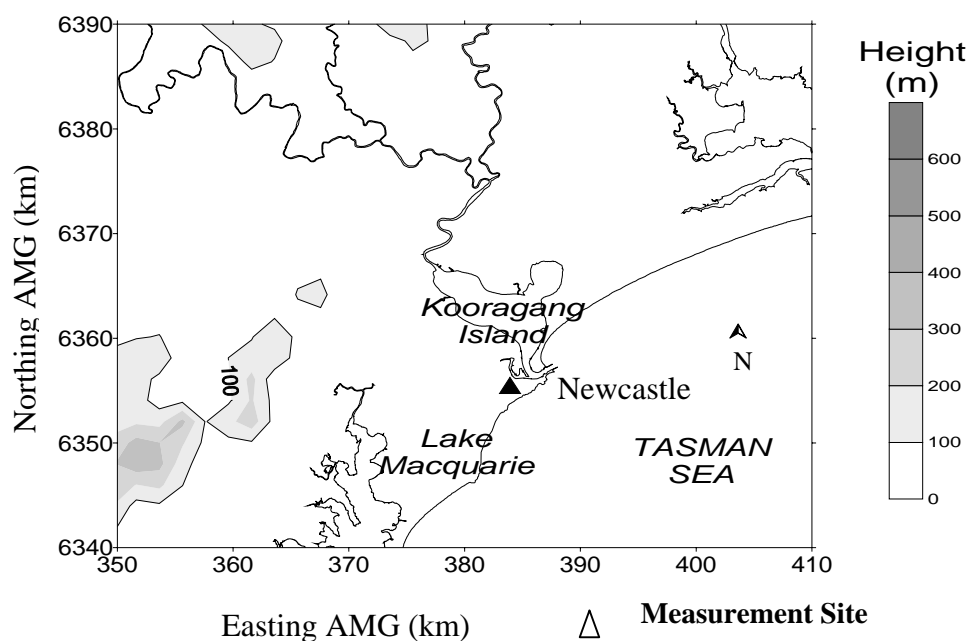 6390
6380
6370
6360
6350
6340
Northing AMG (km)
350
360
370
380
390
400
410
Easting AMG (km)
Kooragang
Island
100
N
Newcastle
Lake
Macquarie
TASMAN
SEA
Height
(m)
600
500
400
300
200
100
0
Measurement Site